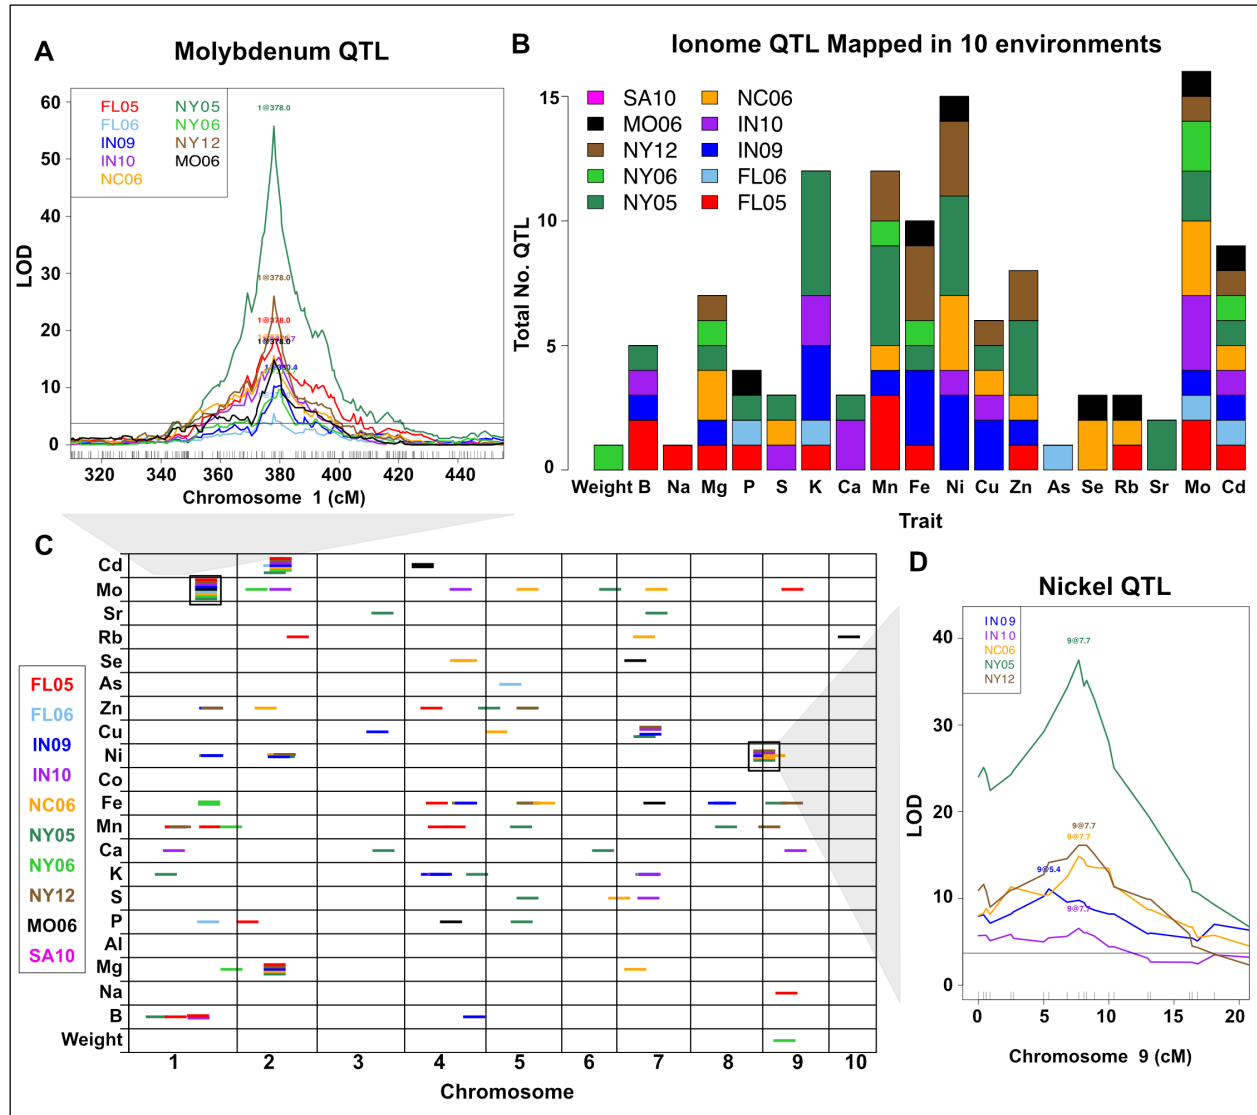 A
Molybdenum QTL
FL05
NY05
FL06
NY06
IN09
NY12
IN10
MO06
NC06
1@378.0
1@378.0
1@378.0
1@378.0
LOD
60
50
40
30
20
10
0
320
340
360
380
400
420
440
Chromosome 1 (cM)
B
Ionome QTL Mapped in 10 environments
SA10
NC06
MO06
IN10
NY12
IN09
NY06
FL06
NY05
FL05
Total No. QTL
15
10
5
0
Weight B Na Mg P S K Ca Mn Fe Ni Cu Zn As Se Rb Sr Mo Cd
Trait
C
FL05
FL06
IN09
IN10
NC06
NY05
NY06
NY12
MO06
SA10
Cd
Mo
Sr
Rb
Se
As
Zn
Cu
Ni
Co
Fe
Mn
Ca
K
S
P
Al
Mg
Na
B
Weight
1 2 3 4 5 6 7 8 9 10
Chromosome
D
Nickel QTL
IN09
IN10
NC06
NY05
NY12
9@7.7
9@7.7
9@7.7
9@5.4
9@7.7
LOD
40
30
20
10
0
0 5 10 15 20
Chromosome 9 (cM)